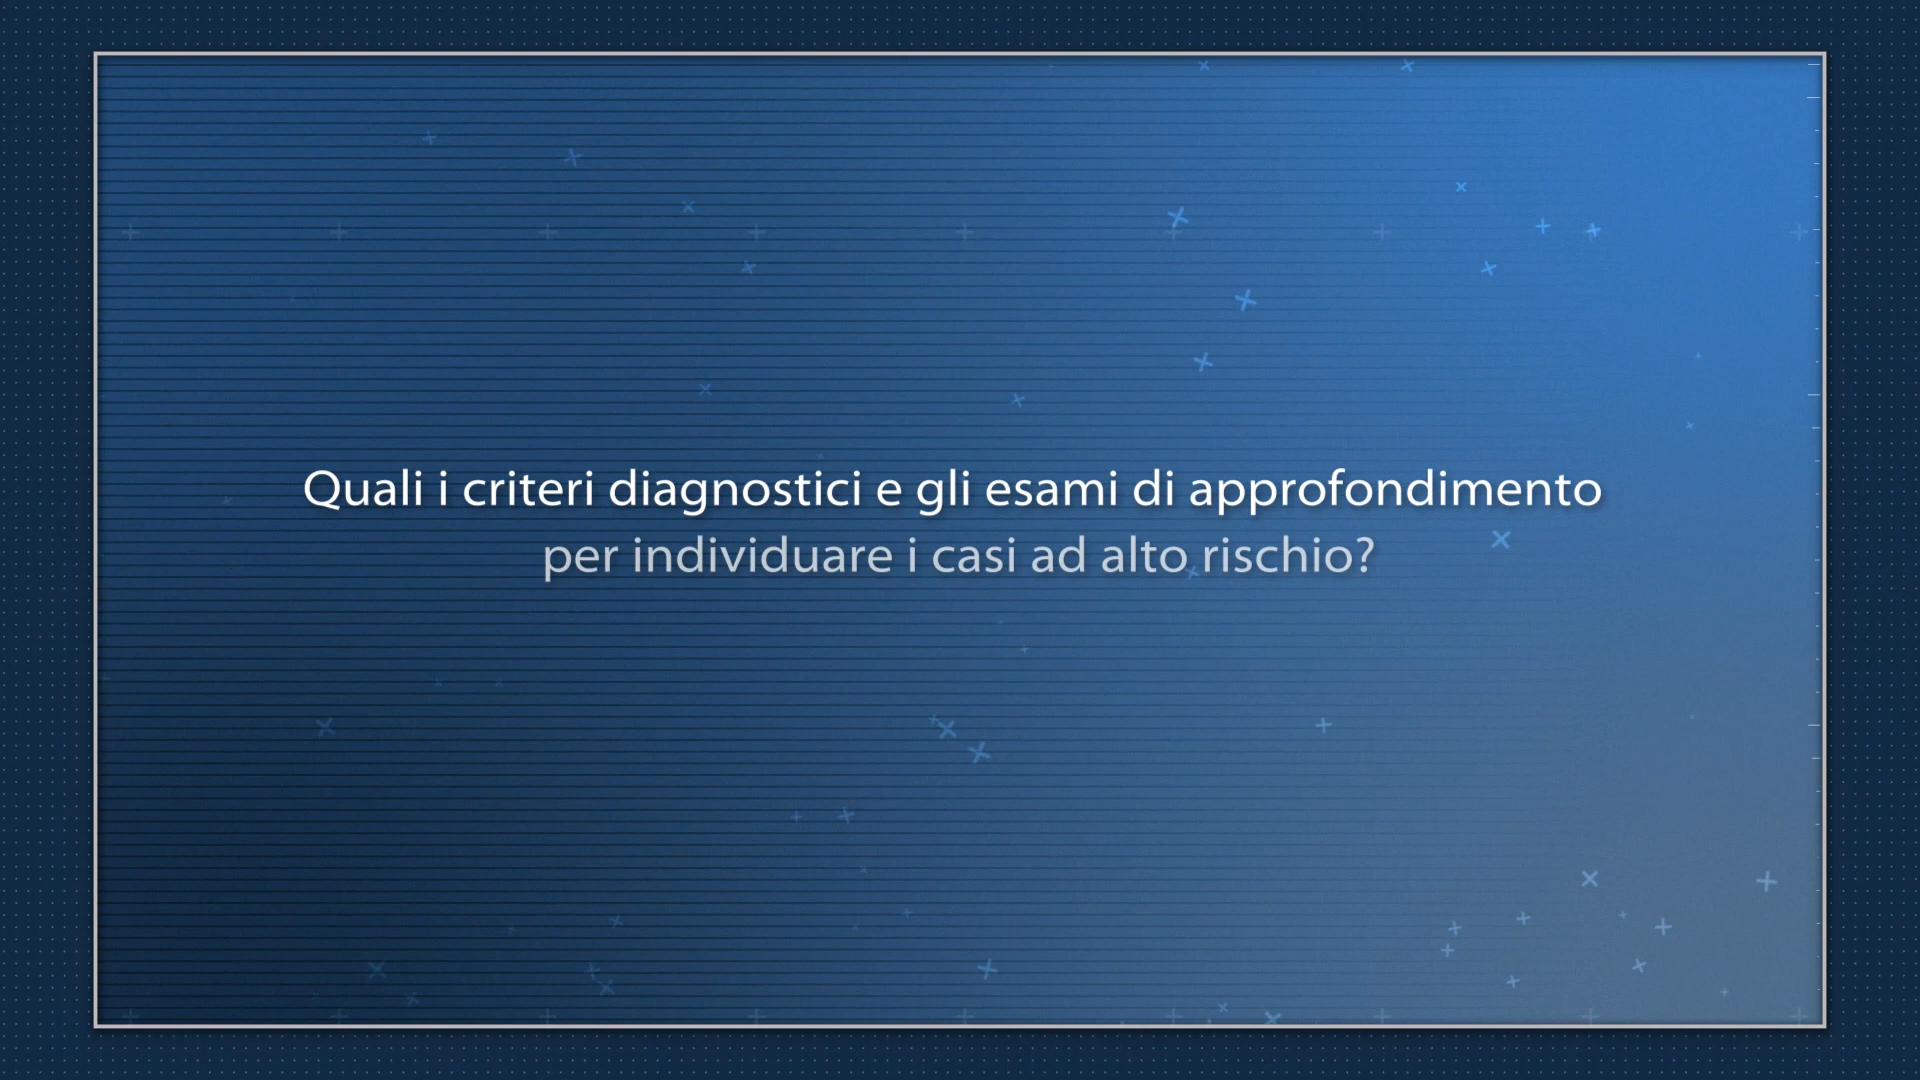 Quali i criteri diagnostici e gli esami di approfondimento
per individuare i casi ad alto rischio?